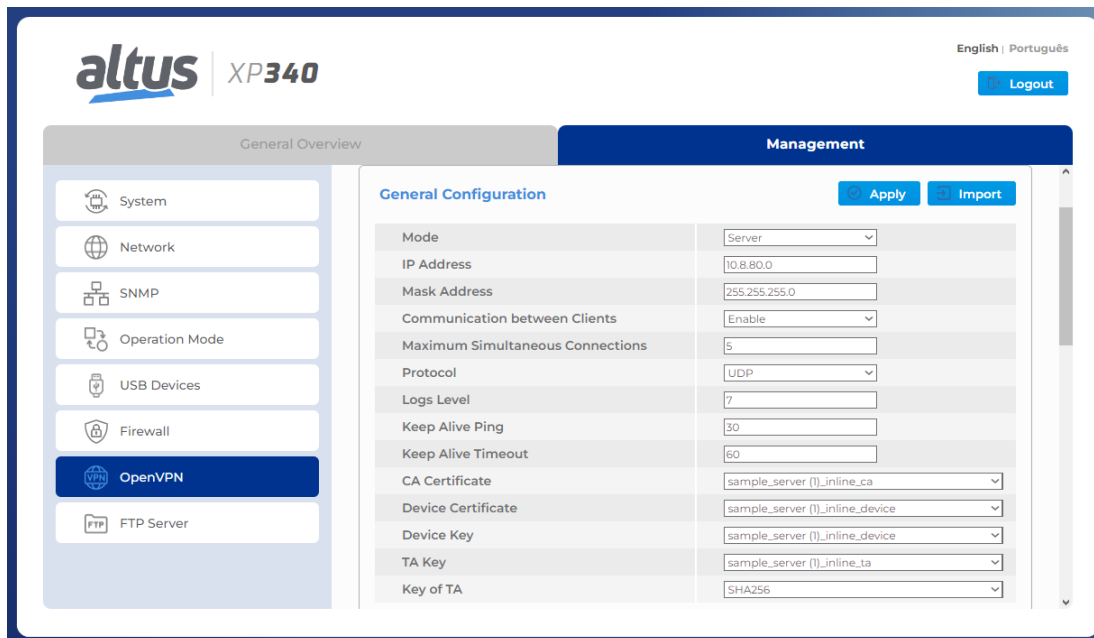 English | Português
altus XP340
Logout
General Overview
Management
System
Network
SNMP
Operation Mode
USB Devices
Firewall
VPN OpenVPN
FTP FTP Server
General Configuration
Apply
Import
Mode Server
IP Address 10.8.80.0
Mask Address 255.255.255.0
Communication between Clients Enable
Maximum Simultaneous Connections 5
Protocol UDP
Logs Level 7
Keep Alive Ping 30
Keep Alive Timeout 60
CA Certificate sample_server (1)_inline_ca
Device Certificate sample_server (1)_inline_device
Device Key sample_server (1)_inline_device
TA Key sample_server (1)_inline_ta
Key of TA SHA256